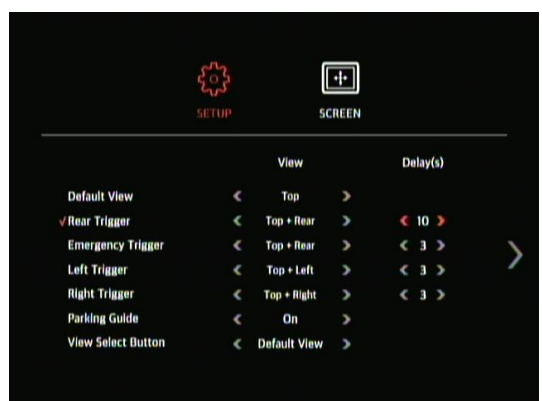 SETUP SCREEN
View Delay(s)
Default View < Top >
√ Rear Trigger < Top + Rear > < 10 >
Emergency Trigger < Top + Rear > < 3 >
Left Trigger < Top + Left > < 3 >
Right Trigger < Top + Right > < 3 >
Parking Guide < On >
View Select Button < Default View >